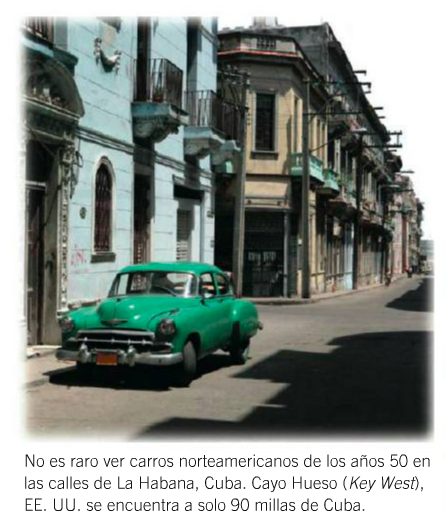 No es raro ver carros norteamericanos de los años 50 en
las calles de La Habana, Cuba. Cayo Hueso (Key West),
EE. UU. se encuentra a solo 90 millas de Cuba.